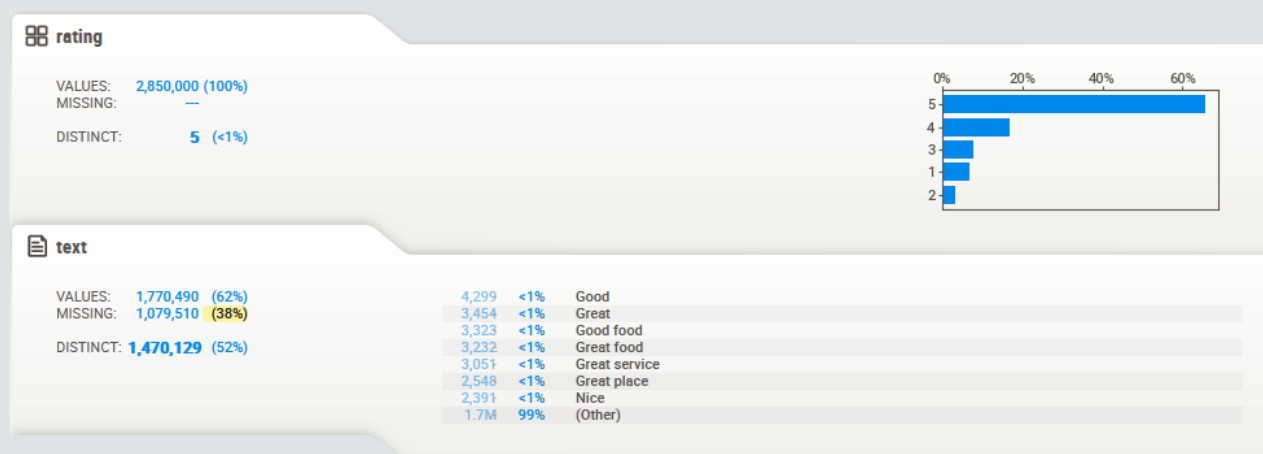 rating
VALUES: 2,850,000 (100%)
MISSING: ---
DISTINCT: 5 (<1%)
0% 20% 40% 60%
5
4
3
1
2
text
VALUES: 1,770,490 (62%)
MISSING: 1,079,510 (38%)
DISTINCT: 1,470,129 (52%)
4,299 <1% Good
3,454 <1% Great
3,323 <1% Good food
3,232 <1% Great food
3,051 <1% Great service
2,548 <1% Great place
2,391 <1% Nice
1.7M 99% (Other)